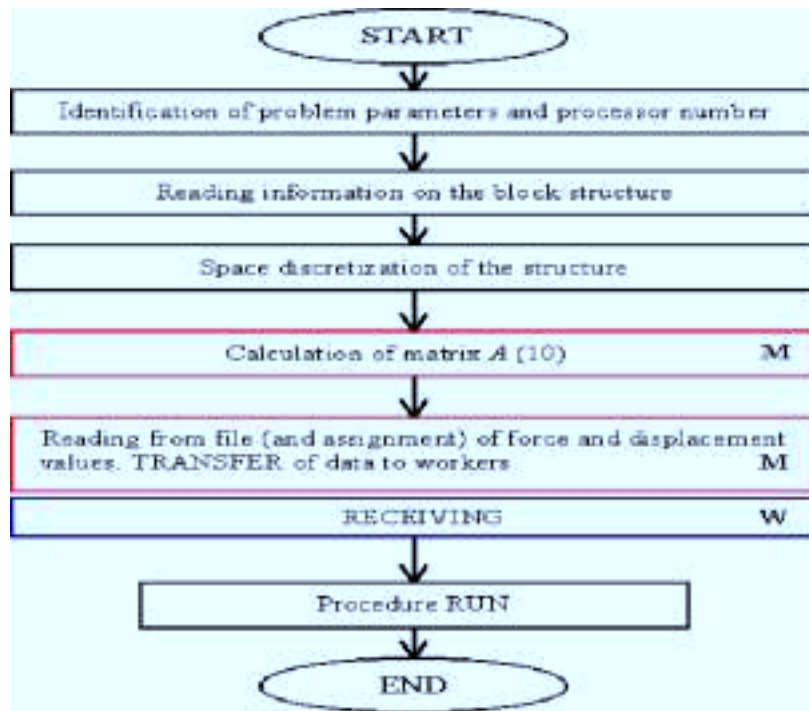 START
Identification of problem parameters and processor number
Reading information on the block structure
Space discretization of the structure
Calculation of matrix A (10) M
Reading from file (and assignment) of force and displacement
values. TRANSFER of data to workers M
RECEIVING W
Procedure RUN
END